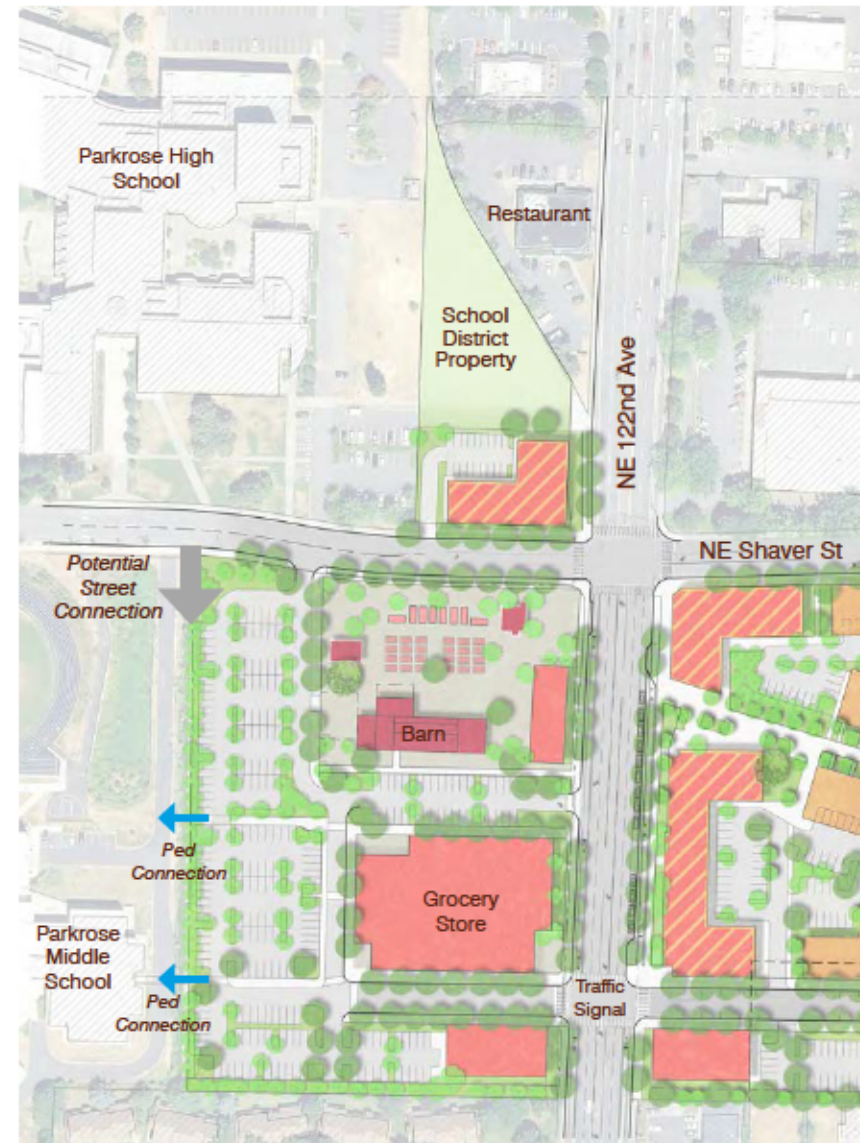 Parkrose High
School
Restaurant
School
District
Property
NE 122nd Ave
NE Shaver St
Potential
Street
Connection
Barn
Ped
Connection
Grocery
Store
Parkrose
Middle
School
Traffic
Signal
Ped
Connection